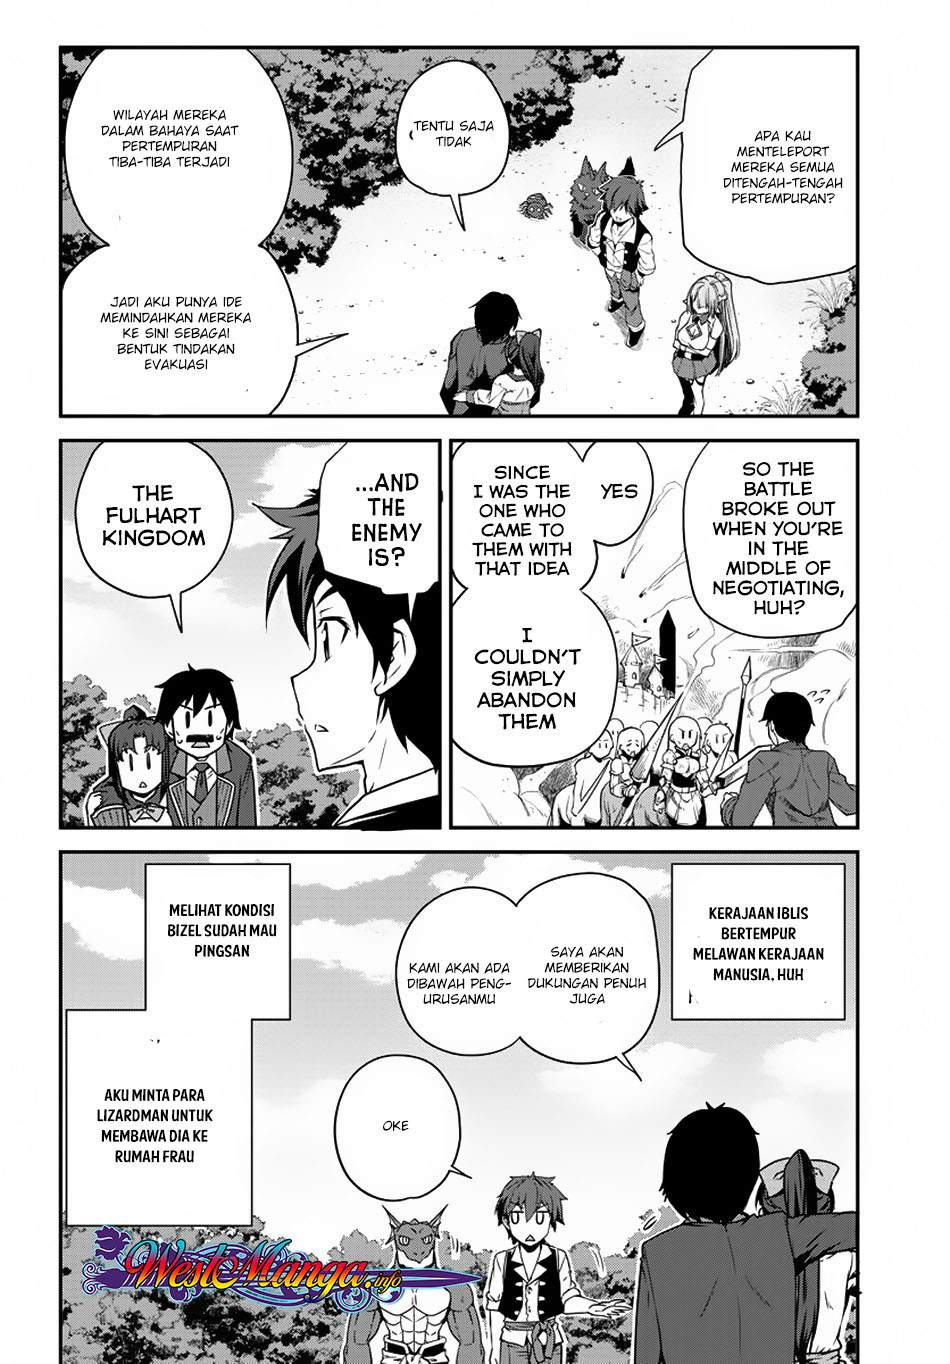 APA KAU
MENTELEPORT
MEREKA SEMUA
DITENGAH-TENGAH
PERTEMPURAN?
TENTU SAJA
TIDAK
WILAYAH MEREKA
DALAM BAHAYA SAAT
PERTEMPURAN
TIBA-TIBA TERJADI
JADI AKU PUNYA IDE
MEMINDAHKAN MEREKA
KE SINI SEBAGAI
BENTUK TINDAKAN
EVAKUASI
SO THE
BATTLE
BROKE OUT
WHEN YOU'RE
IN THE
MIDDLE OF
NEGOTIATING,
HUH?
YES
SINCE
I WAS THE
ONE WHO
CAME TO
THEM WITH
THAT IDEA
I
COULDN'T
SIMPLY
ABANDON
THEM
...AND
THE
ENEMY
IS?
THE
FULHART
KINGDOM
KERAJAAN IBLIS
BERTEMPUR
MELAWAN KERAJAAN
MANUSIA, HUH
SAYA AKAN
MEMBERIKAN
DUKUNGAN PENUH
JUGA
KAMI AKAN ADA
DIBAWAH PENG-
URUSANMU
OKE
MELIHAT KONDISI
BIZEL SUDAH MAU
PINGSAN
AKU MINTA PARA
LIZARDMAN UNTUK
MEMBAWA DIA KE
RUMAH FRAU
WestManga.info